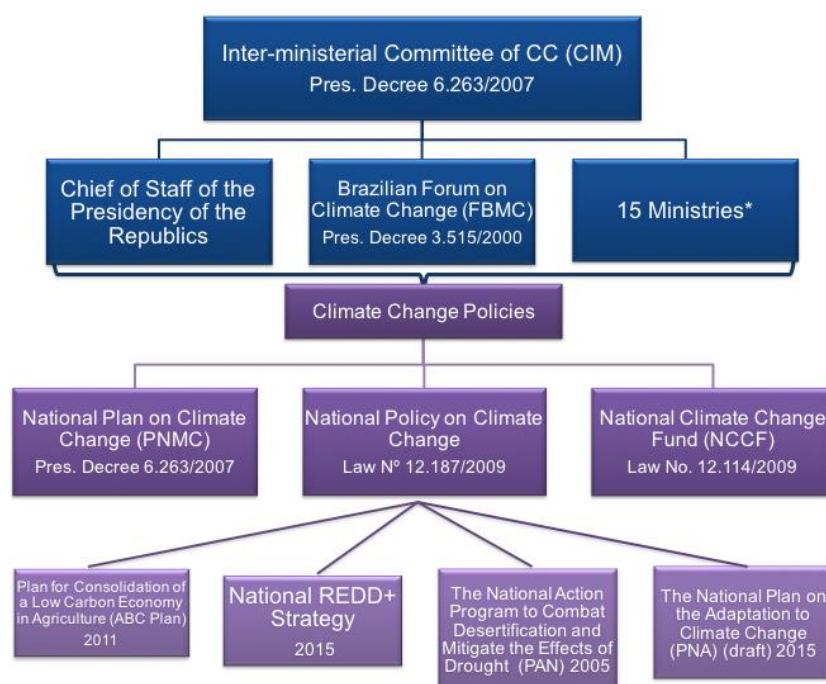 Inter-ministerial Committee of CC (CIM)
Pres. Decree 6.263/2007
Chief of Staff of the
Presidency of the
Republics
Brazilian Forum on
Climate Change (FBMC)
Pres. Decree 3.515/2000
15 Ministries*
Climate Change Policies
National Plan on Climate
Change (PNMC)
Pres. Decree 6.263/2007
National Policy on Climate
Change
Law Nº 12.187/2009
National Climate Change
Fund (NCCF)
Law No. 12.114/2009
Plan for Consolidation of
a Low Carbon Economy
in Agriculture (ABC Plan)
2011
National REDD+
Strategy
2015
The National Action
Program to Combat
Desertification and
Mitigate the Effects of
Drought (PAN) 2005
The National Plan on
the Adaptation to
Climate Change
(PNA) (draft) 2015